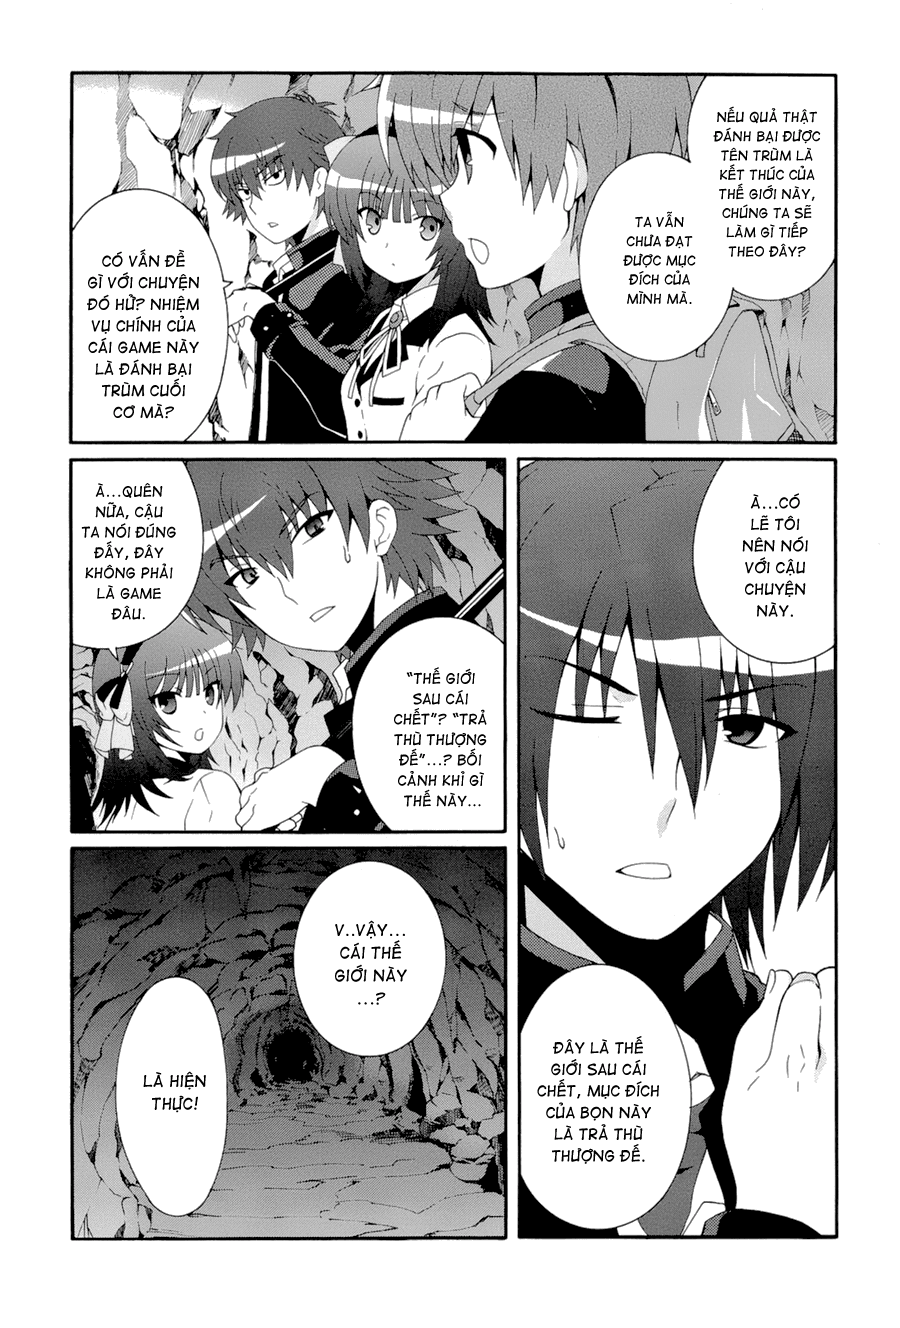 NẾU QUẢ THẬT
ĐÁNH BẠI ĐƯỢC
TÊN TRÙM LÀ
KẾT THÚC CỦA
THẾ GIỚI NÀY,
CHÚNG TA SẼ
LÀM GÌ TIẾP
THEO ĐÂY?
TA VẪN
CHƯA ĐẠT
ĐƯỢC MỤC
ĐÍCH CỦA
MÌNH MÀ.
CÓ VẤN ĐỀ
GÌ VỚI CHUYỆN
ĐÓ HỬ? NHIỆM
VỤ CHÍNH CỦA
CÁI GAME NÀY
LÀ ĐÁNH BẠI
TRÙM CUỐI
CƠ MÀ?
À...CÓ
LẼ TÔI
NÊN NÓI
VỚI CẬU
CHUYỆN
NÀY.
ĐÂY LÀ THẾ
GIỚI SAU CÁI
CHẾT, MỤC ĐÍCH
CỦA BỌN NÀY
LÀ TRẢ THÙ
THƯỢNG ĐẾ.
À...QUÊN
NỮA, CẬU
TA NÓI ĐÚNG
ĐẤY, ĐÂY
KHÔNG PHẢI
LÀ GAME
ĐÂU.
“THẾ GIỚI
SAU CÁI
CHẾT”? “TRẢ
THÙ THƯỢNG
ĐẾ”...? BỐI
CẢNH KHỈ GÌ
THẾ NÀY...
V..VẬY...
CÁI THẾ
GIỚI NÀY
...?
LÀ HIỆN
THỰC!